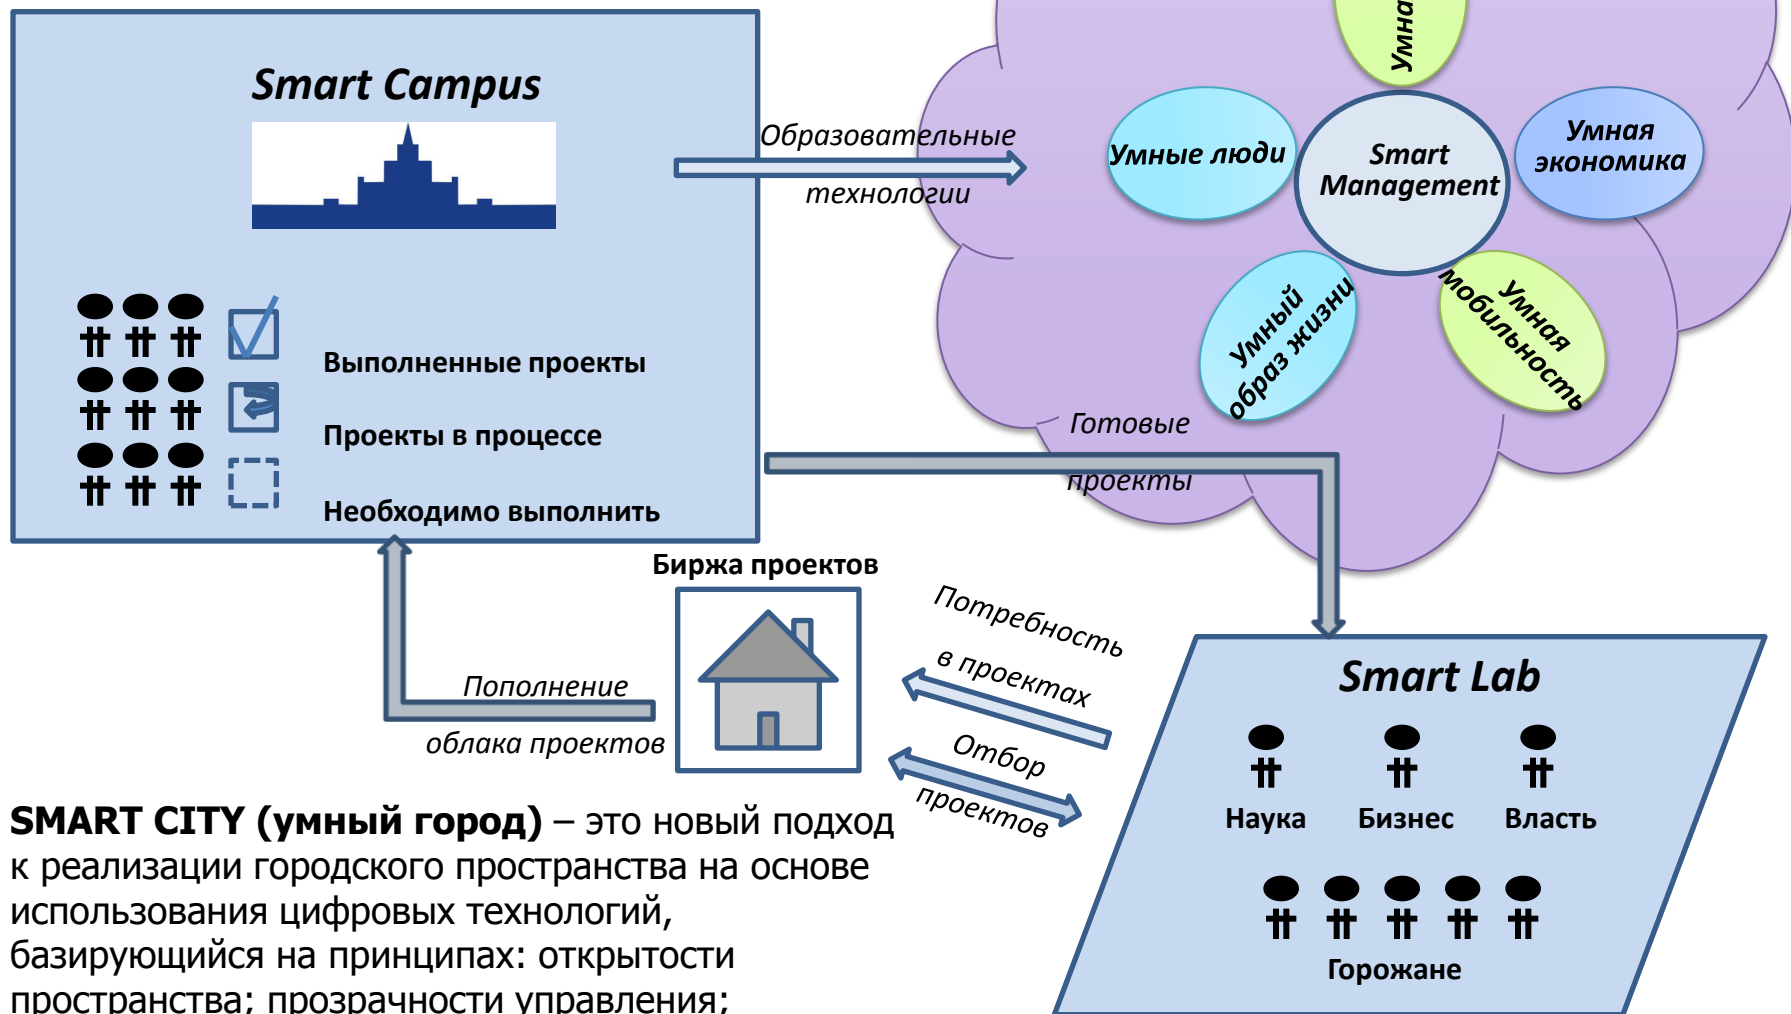 Smart Campus
Выполненные проекты
Проекты в процессе
Необходимо выполнить
Образовательные
технологии
Умные люди
Smart
Management
Умная
экономика
Умный
образ жизни
Умная
мобильность
Готовые
проекты
Биржа проектов
Потребность
в проектах
Отбор
проектов
Пополнение
облака проектов
Smart Lab
Наука Бизнес Власть
Горожане
SMART CITY (умный город) – это новый подход
к реализации городского пространства на основе
использования цифровых технологий,
базирующийся на принципах: открытости
пространства; прозрачности управления;